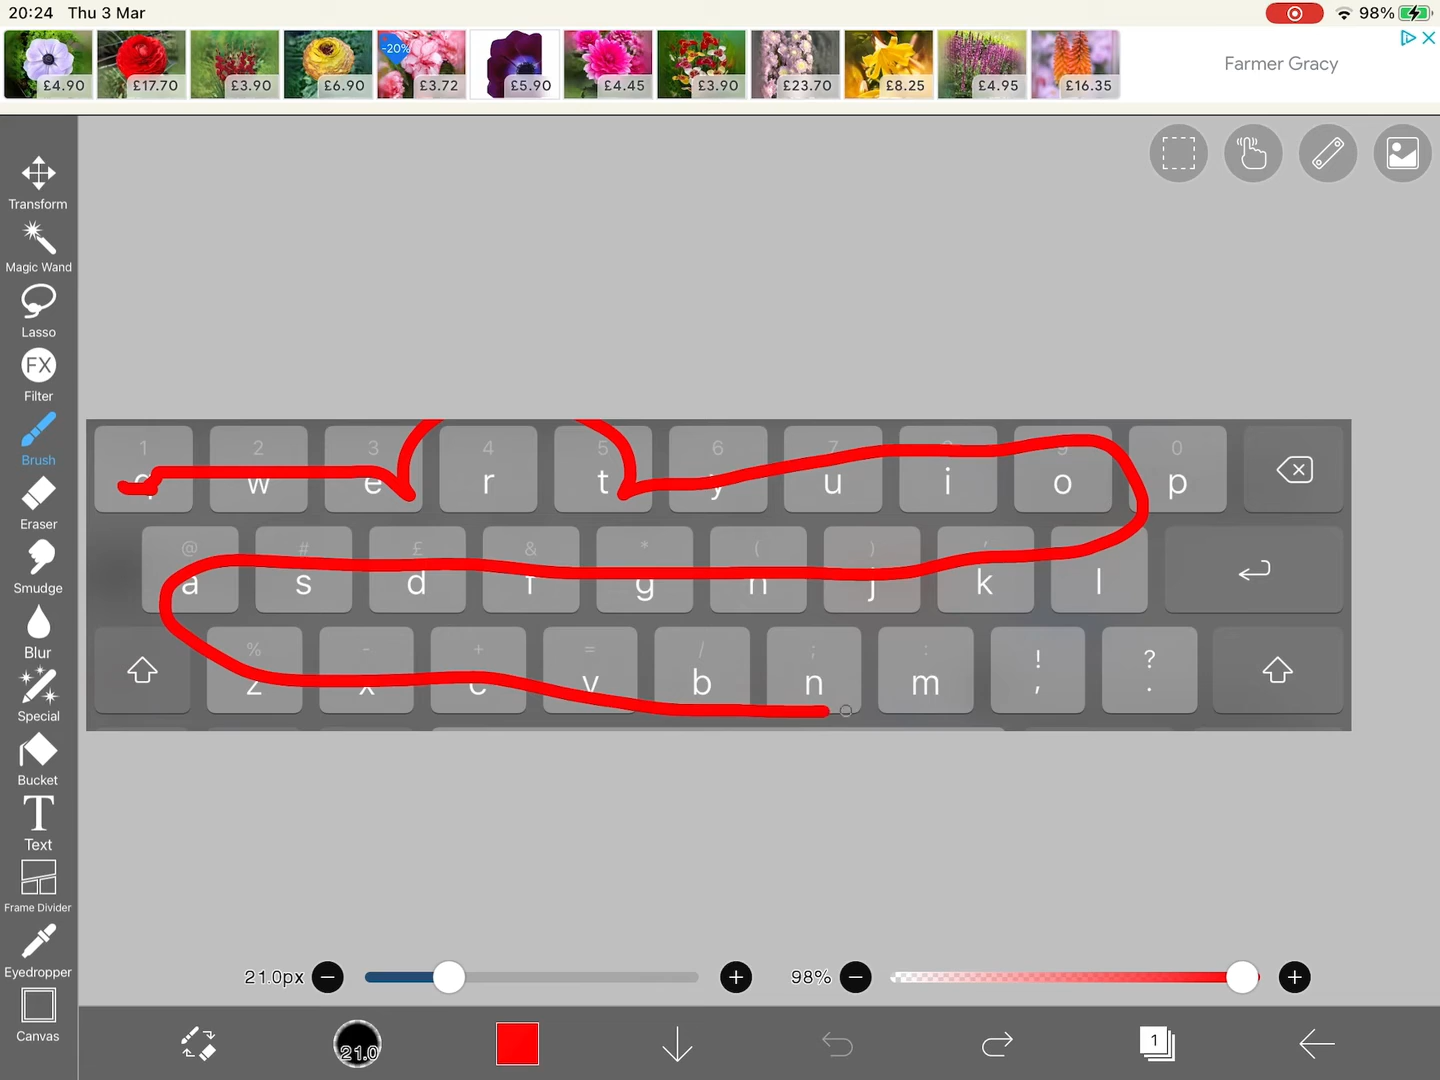 20:24 Thu 3 Mar
98%
£4.90 £17.70 £3.90 £6.90 -20% £3.72 £5.90 £4.45 £3.90 £23.70 £8.25 £4.95 £16.35
Farmer Gracy
Transform
Magic Wand
Lasso
FX
Filter
Brush
Eraser
Smudge
Blur
Special
Bucket
T
Text
Frame Divider
Eyedropper
Canvas
1 2 3 4 5 6 7 9 0
q w e r t y u i o p
@ # £ & * ( ) '
a s d f g h j k l
% - + = / ; : ! ?
z x c v b n m , .
21.0px
98%
21.0
1